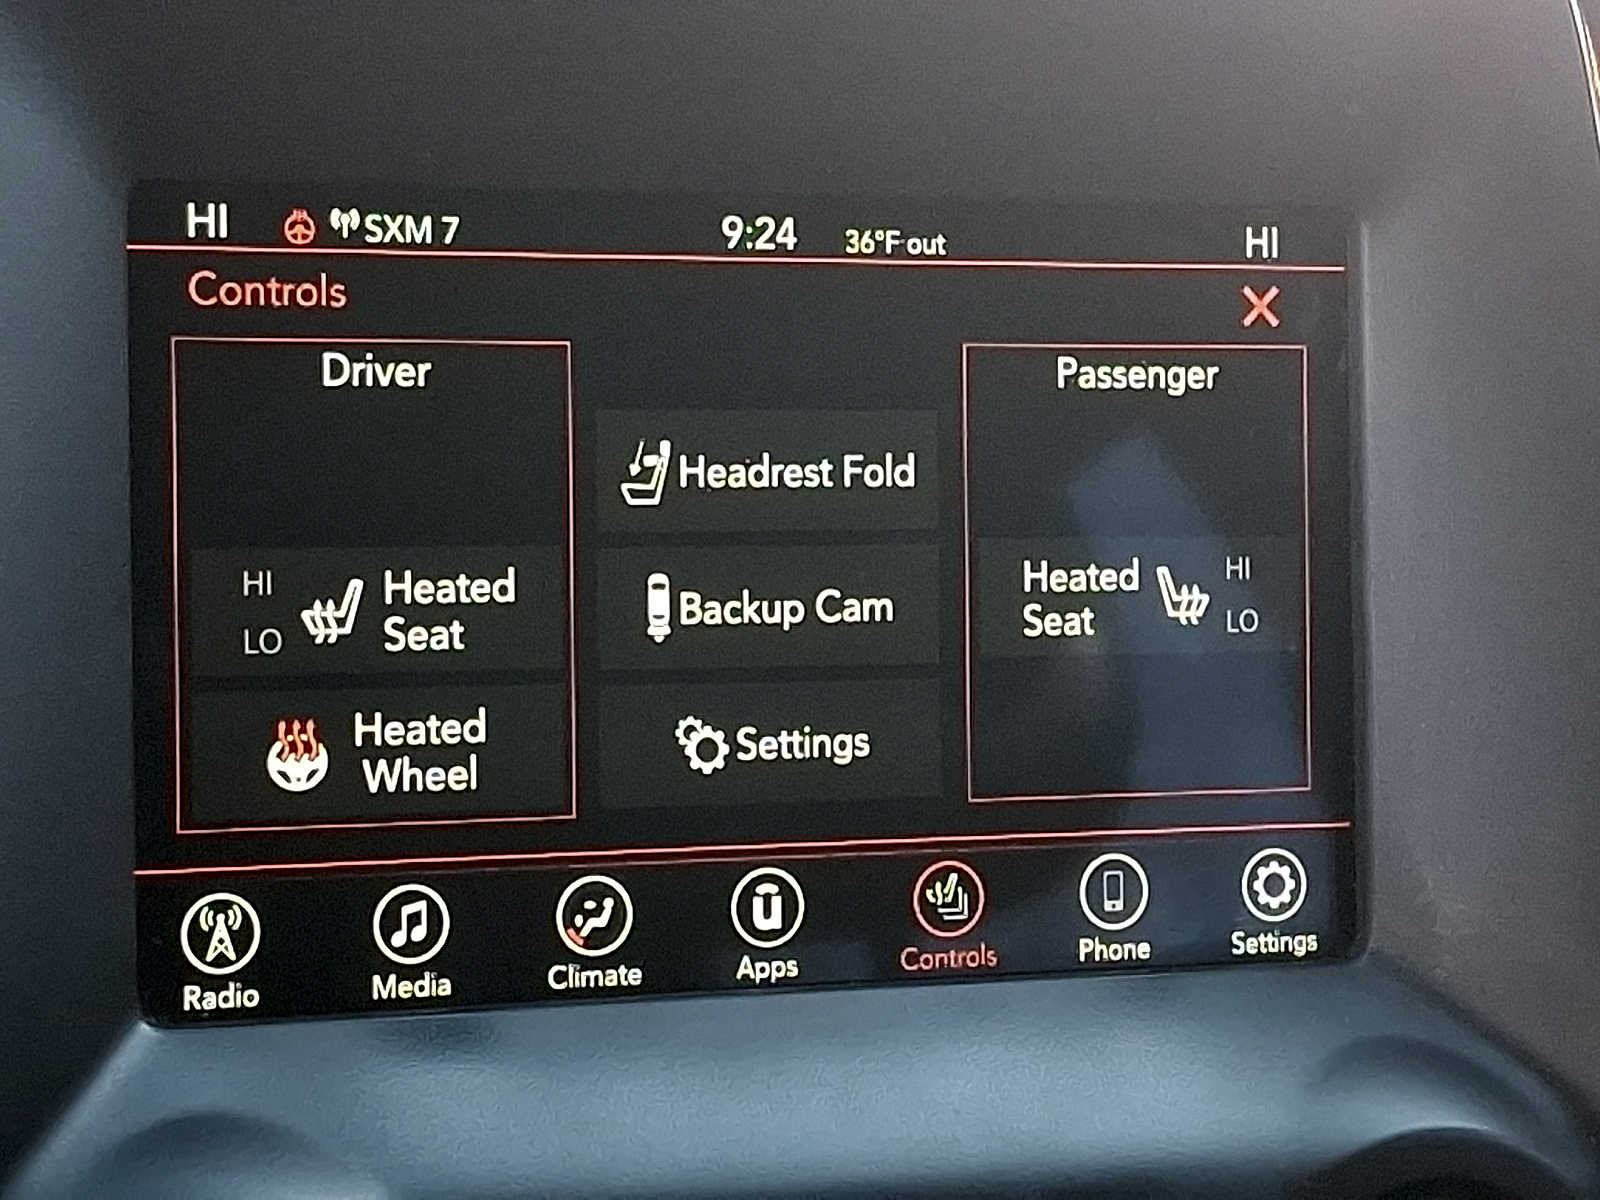 HI SXM 7 9:24 36°F out HI
Controls
Driver
HI
LO
Heated
Seat
Heated
Wheel
Headrest Fold
Backup Cam
Settings
Passenger
Heated
Seat
HI
LO
Radio Media Climate Apps Controls Phone Settings